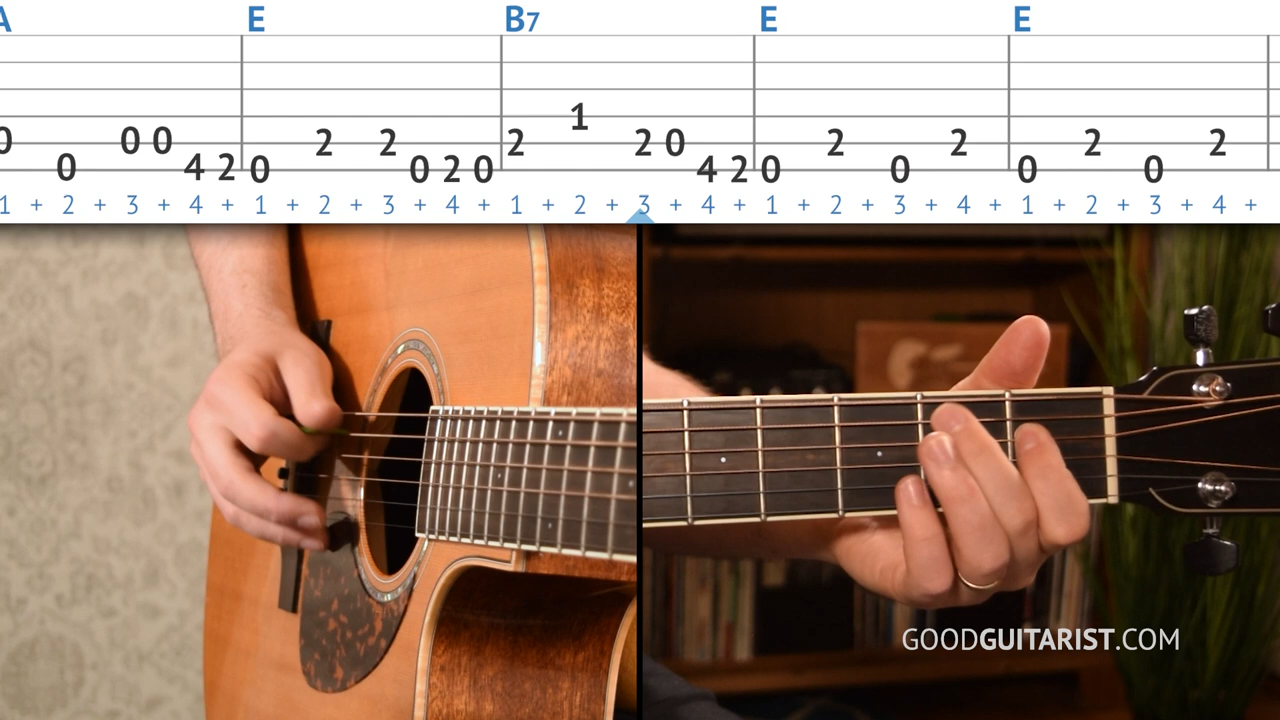 A E B7 E E
1
0 0 0 2 2 2 2 0 2 2
0 4 2 0 0 2 0 4 2 0 0 0 0
1 + 2 + 3 + 4 + 1 + 2 + 3 + 4 + 1 + 2 + 3 + 4 + 1 + 2 + 3 + 4 + 1 + 2 + 3 + 4 +
GOODGUITARIST.COM